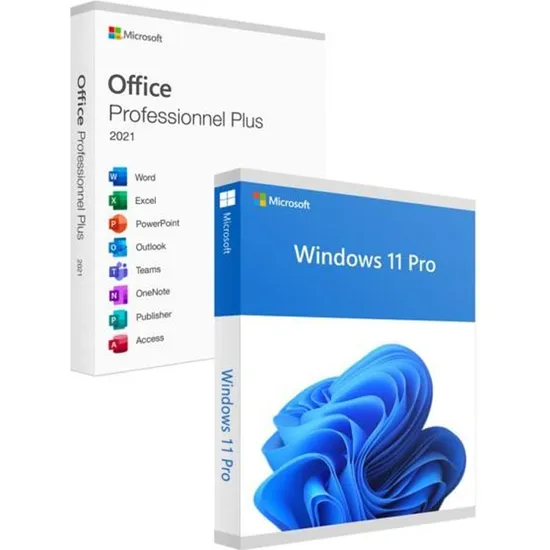 Microsoft
Office
Professionnel Plus
2021
Word
Excel
PowerPoint
Outlook
Teams
OneNote
Publisher
Access
Office Professionnel Plus
2021
Microsoft
Windows 11 Pro
Microsoft
Windows 11 Pro